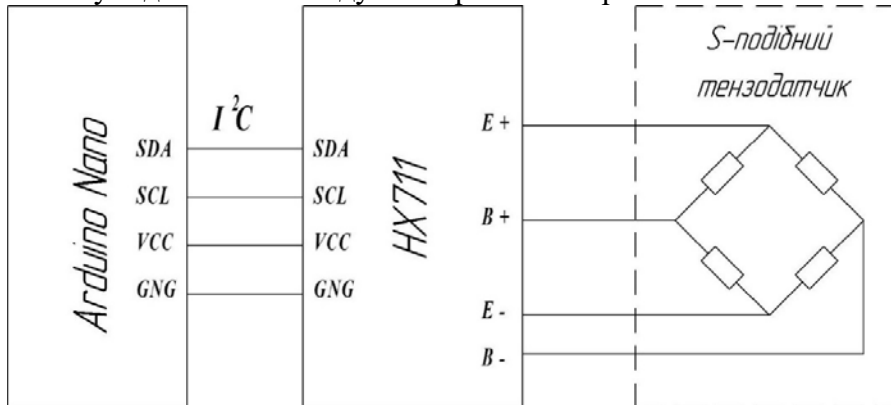 S-подібний
тензодатчик
Arduino Nano
I²C
SDA
SCL
VCC
GNG
SDA
SCL
VCC
GNG
HX711
E+
B+
E-
B-